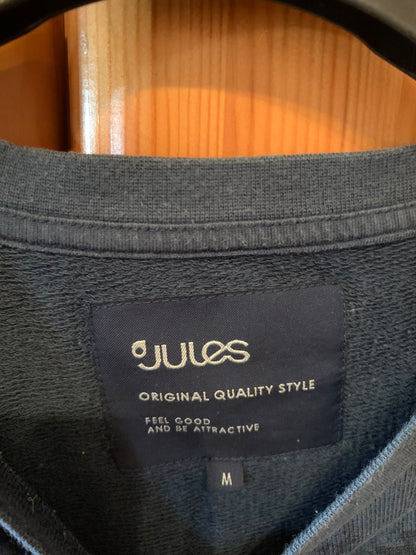 JULES
ORIGINAL QUALITY STYLE
FEEL GOOD
AND BE ATTRACTIVE
M